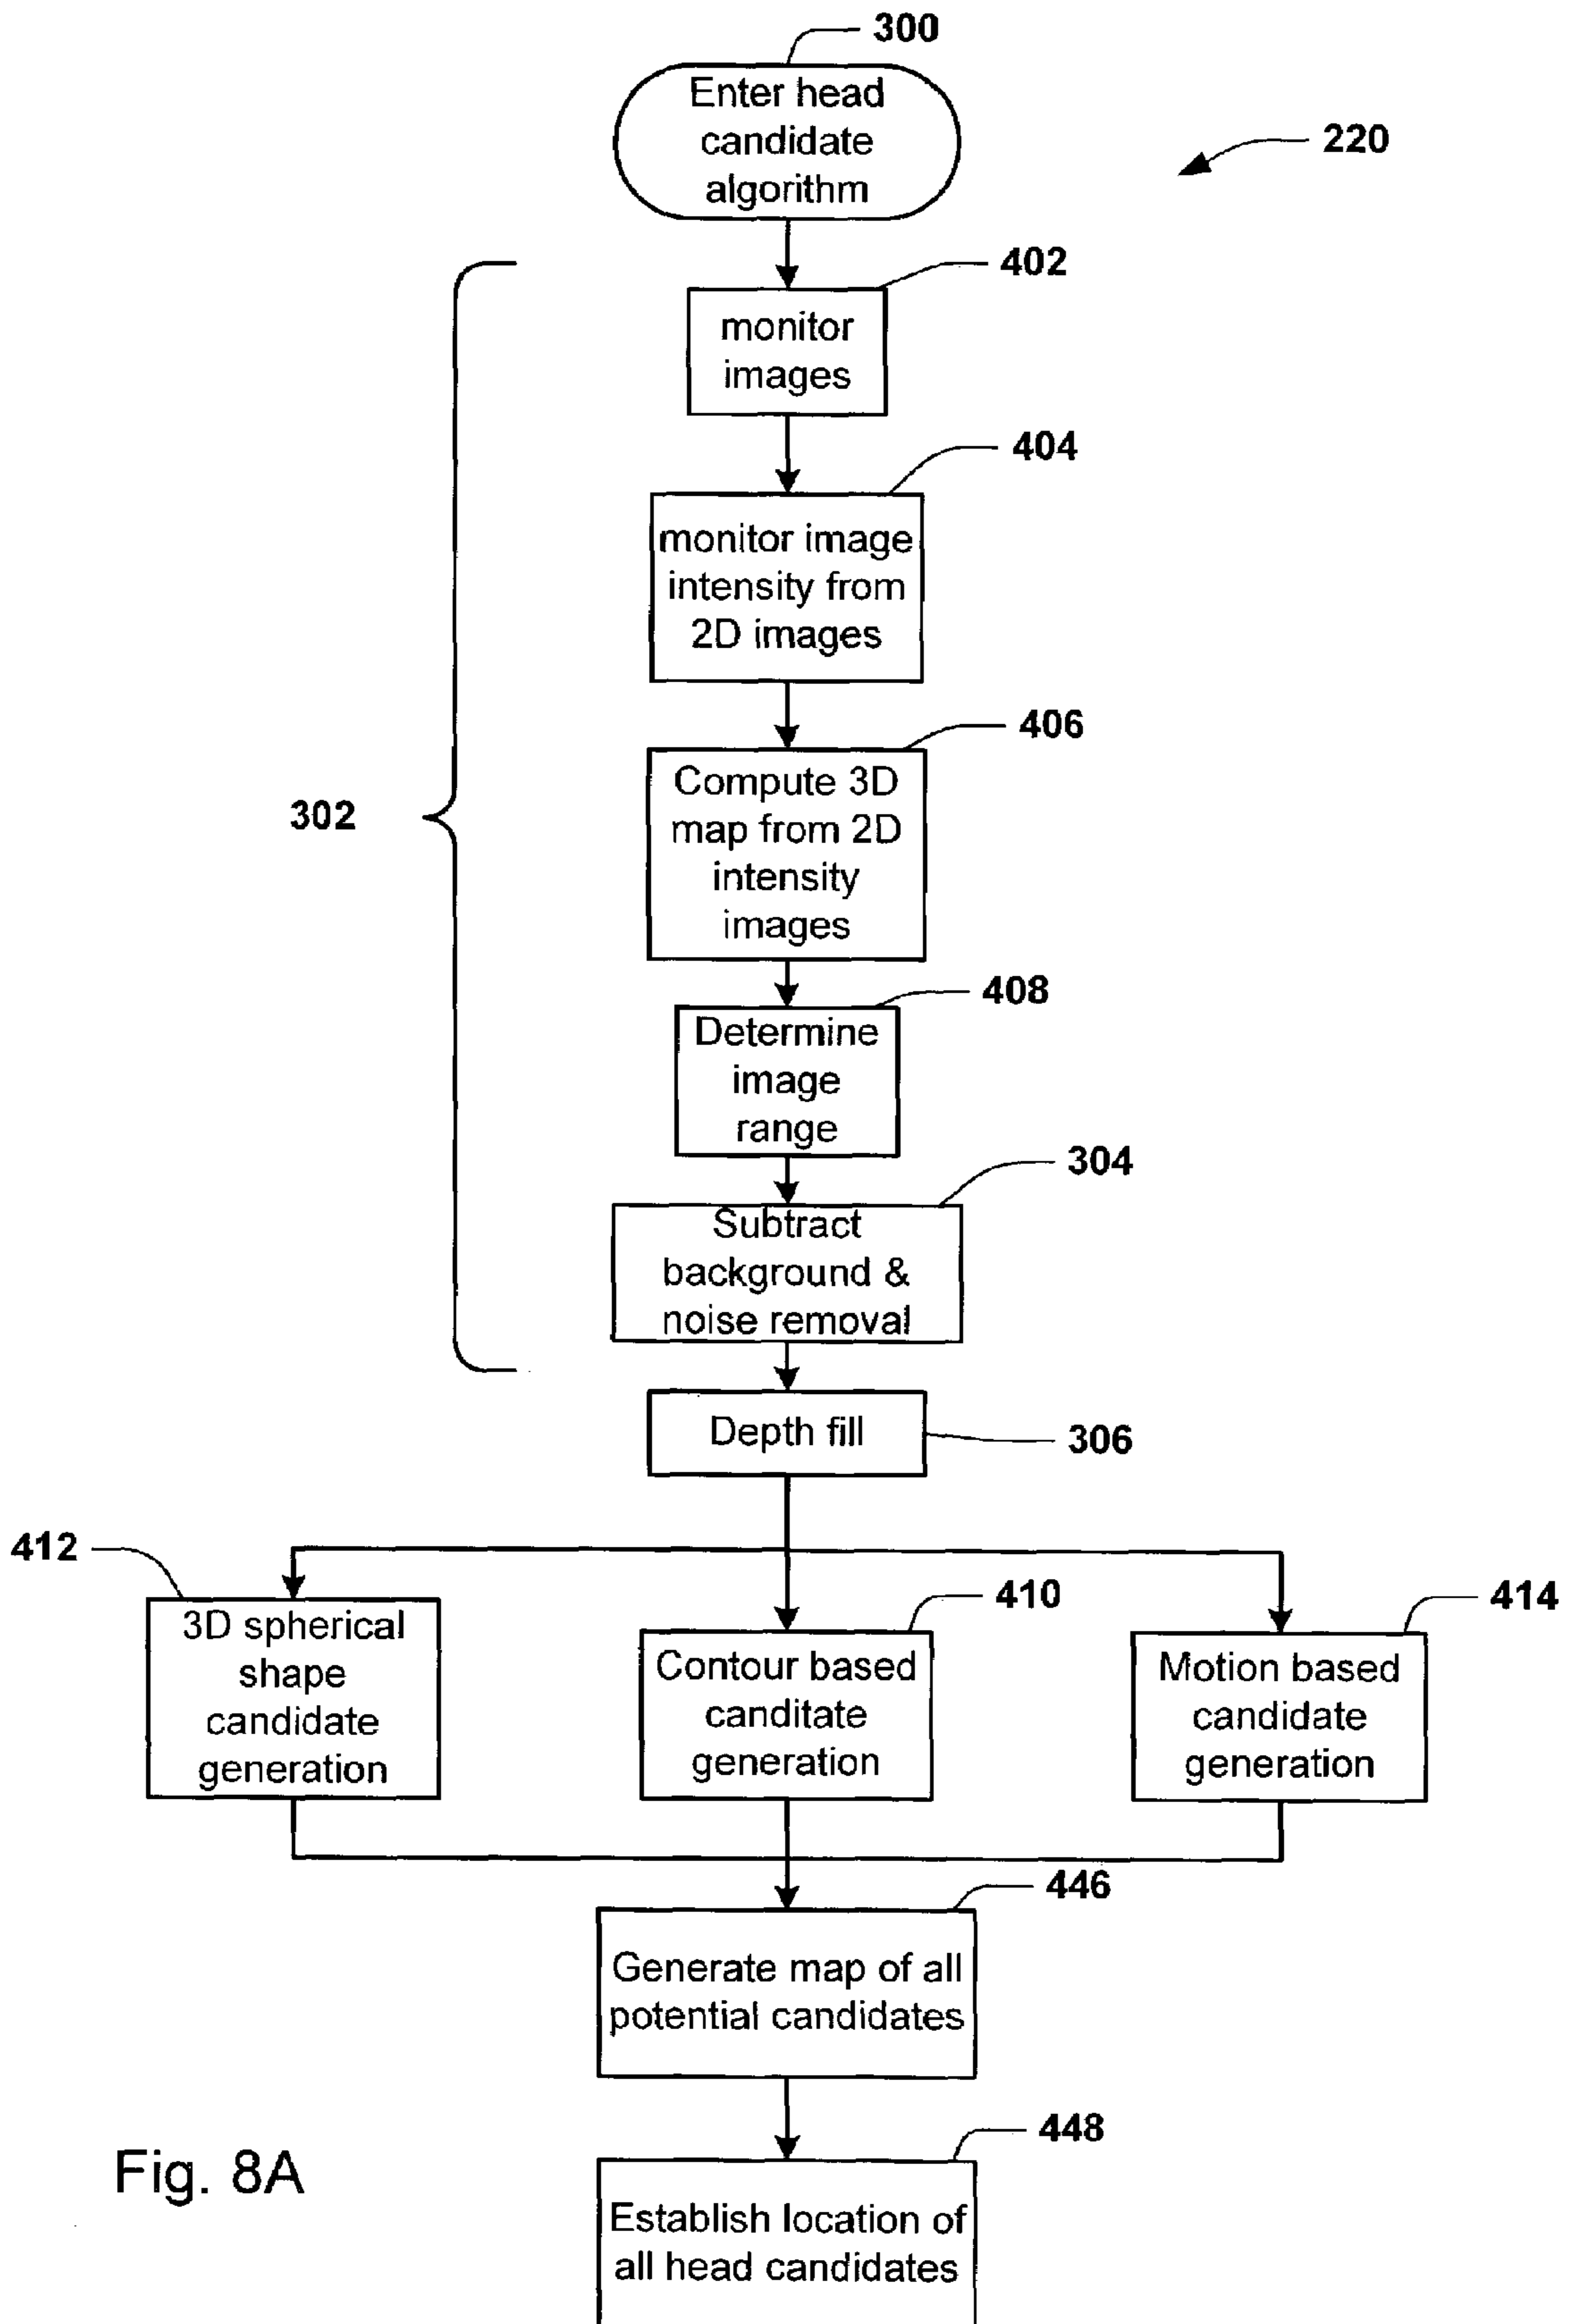 300
Enter head
candidate
algorithm
220
402
monitor
images
404
monitor image
intensity from
2D images
406
Compute 3D
map from 2D
intensity
images
302
408
Determine
image
range
304
Subtract
background &
noise removal
Depth fill
306
412
3D spherical
shape
candidate
generation
410
Contour based
canditate
generation
414
Motion based
candidate
generation
446
Generate map of all
potential candidates
448
Establish location of
all head candidates
Fig. 8A